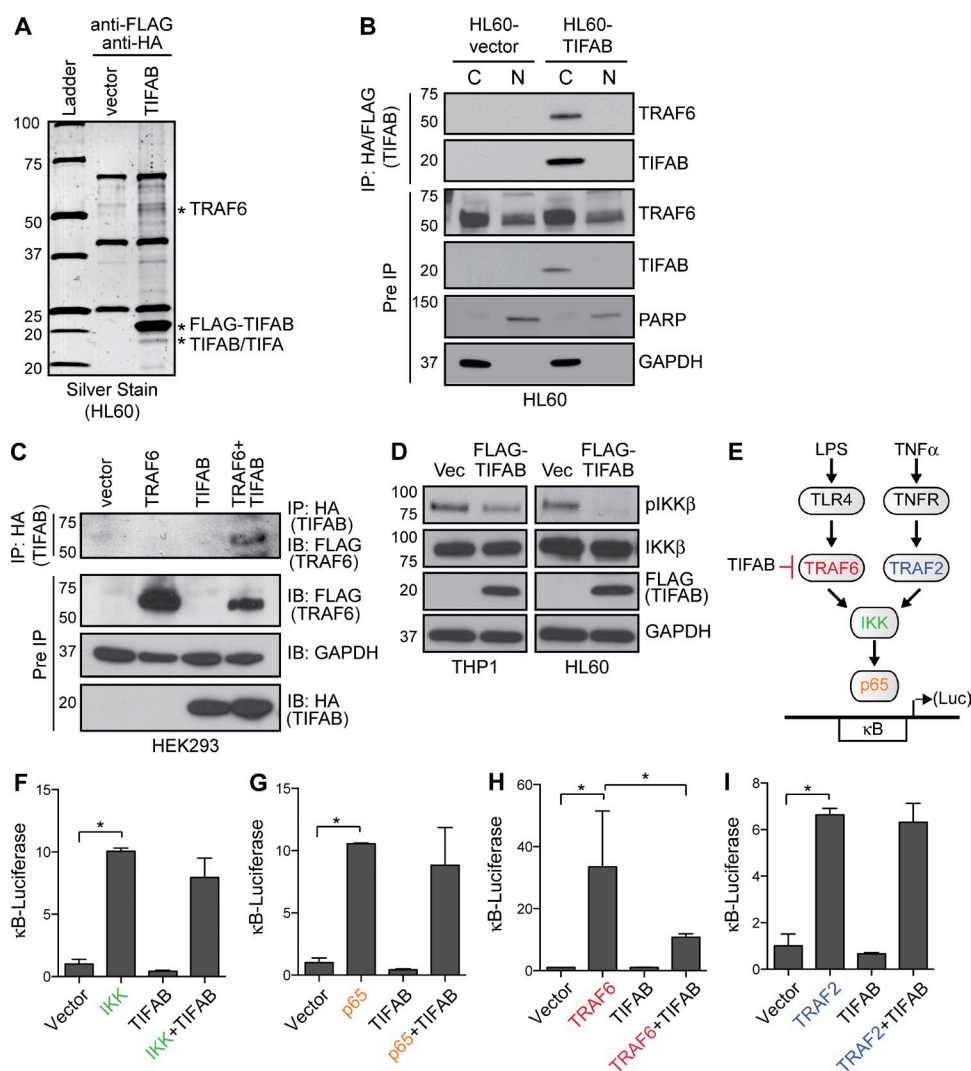 A
anti-FLAG
anti-HA
Ladder
vector
TIFAB
100
75
50
37
25
20
20
* TRAF6
* FLAG-TIFAB
* TIFAB/TIFA
Silver Stain
(HL60)
B
HL60-
vector
HL60-
TIFAB
C N C N
IP: HA/FLAG
(TIFAB)
75
50
TRAF6
20
TIFAB
Pre IP
75
50
TRAF6
20
TIFAB
150
PARP
37
GAPDH
HL60
C
vector
TRAF6
TIFAB
TRAF6+
TIFAB
IP: HA
(TIFAB)
75
50
IP: HA
(TIFAB)
IB: FLAG
(TRAF6)
Pre IP
75
50
IB: FLAG
(TRAF6)
37
IB: GAPDH
20
IB: HA
(TIFAB)
HEK293
D
Vec
FLAG-
TIFAB
Vec
FLAG-
TIFAB
100
75
pIKKβ
100
75
IKKβ
20
FLAG
(TIFAB)
37
GAPDH
THP1
HL60
E
LPS
TNFα
TLR4
TNFR
TIFAB
TRAF6
TRAF2
IKK
p65
(Luc)
κB
F
κB-Luciferase
15
10
5
0
*
Vector
IKK
TIFAB
IKK+TIFAB
G
κB-Luciferase
15
10
5
0
*
Vector
p65
TIFAB
p65+TIFAB
H
κB-Luciferase
60
40
20
0
*
*
Vector
TRAF6
TIFAB
TRAF6+TIFAB
I
κB-Luciferase
8
6
4
2
0
*
Vector
TRAF2
TIFAB
TRAF2+TIFAB